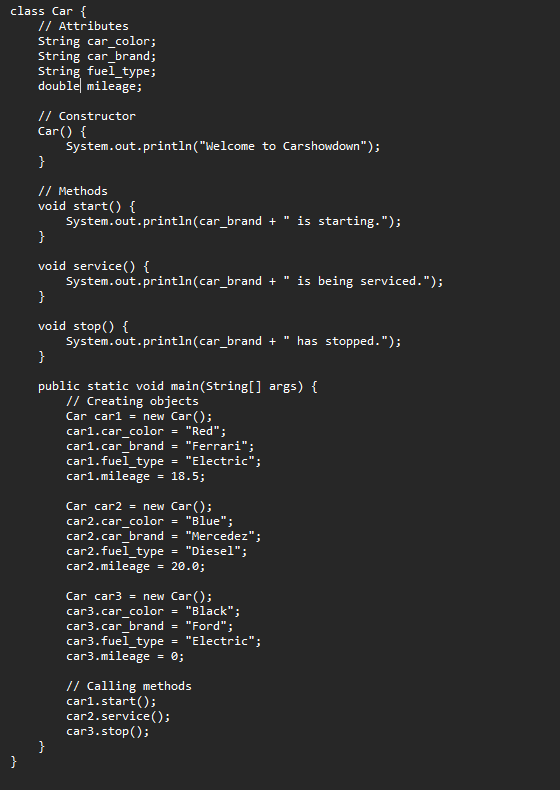 class Car {
    // Attributes
    String car_color;
    String car_brand;
    String fuel_type;
    double mileage;

    // Constructor
    Car() {
        System.out.println("Welcome to Carshowdown");
    }

    // Methods
    void start() {
        System.out.println(car_brand + " is starting.");
    }

    void service() {
        System.out.println(car_brand + " is being serviced.");
    }

    void stop() {
        System.out.println(car_brand + " has stopped.");
    }

    public static void main(String[] args) {
        // Creating objects
        Car car1 = new Car();
        car1.car_color = "Red";
        car1.car_brand = "Ferrari";
        car1.fuel_type = "Electric";
        car1.mileage = 18.5;

        Car car2 = new Car();
        car2.car_color = "Blue";
        car2.car_brand = "Mercedez";
        car2.fuel_type = "Diesel";
        car2.mileage = 20.0;

        Car car3 = new Car();
        car3.car_color = "Black";
        car3.car_brand = "Ford";
        car3.fuel_type = "Electric";
        car3.mileage = 0;

        // Calling methods
        car1.start();
        car2.service();
        car3.stop();
    }
}